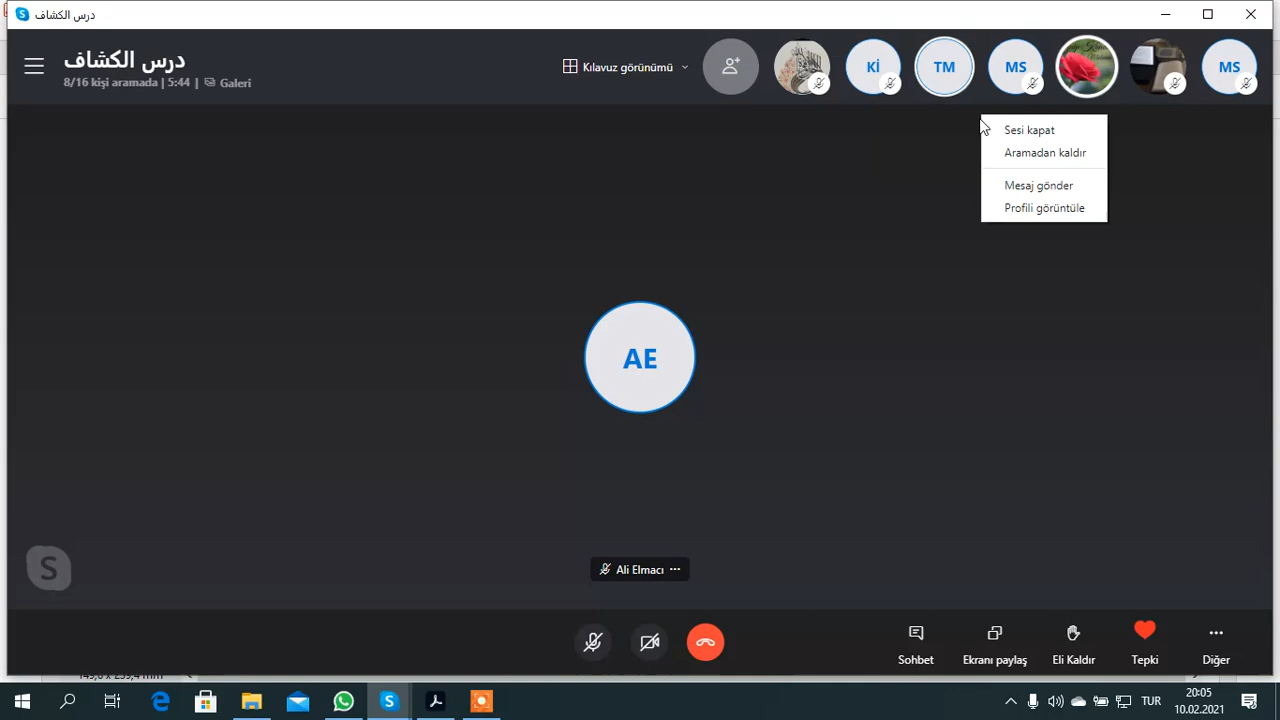 درس الكشاف
درس الكشاف
8/16 kişi aramada | 5:44 | Galeri
Kılavuz görünümü
Kİ
TM
MS
MS
Sesi kapat
Aramadan kaldır
Mesaj gönder
Profili görüntüle
AE
Ali Elmacı
S
Sohbet
Ekranı paylaş
Eli Kaldır
Tepki
Diğer
TUR
20:05
10.02.2021